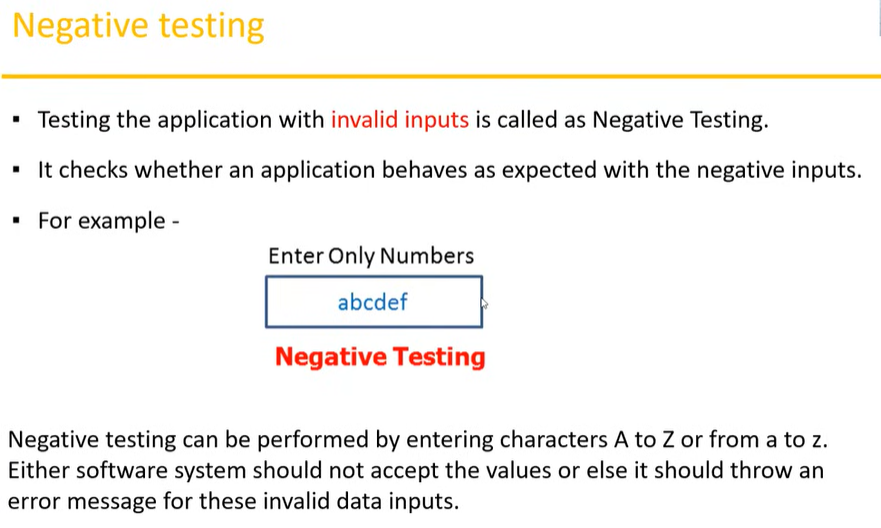 Negative testing
▪ Testing the application with invalid inputs is called as Negative Testing.
▪ It checks whether an application behaves as expected with the negative inputs.
▪ For example -
Enter Only Numbers
abcdef
Negative Testing
Negative testing can be performed by entering characters A to Z or from a to z.
Either software system should not accept the values or else it should throw an
error message for these invalid data inputs.